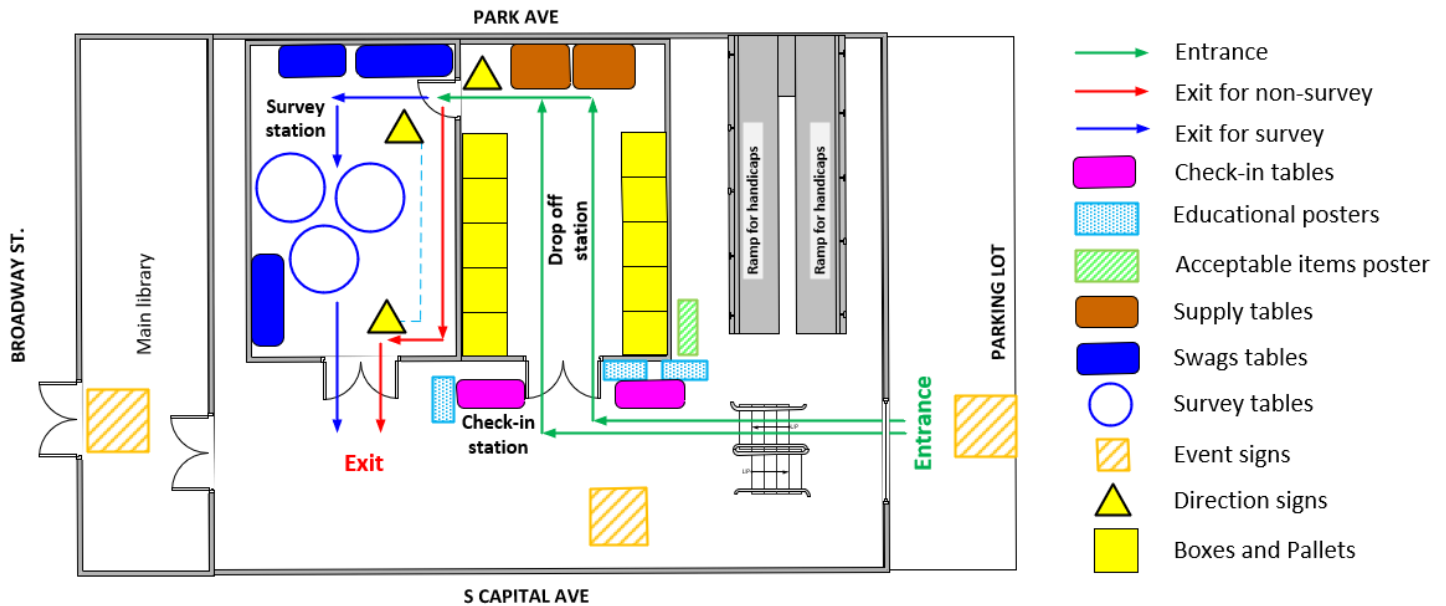 PARK AVE
Survey
station
Drop off
station
Ramp for handicaps
Ramp for handicaps
BROADWAY ST.
Main library
PARKING LOT
Check-in
station
Exit
Entrance
UP
UP
S CAPITAL AVE
Entrance
Exit for non-survey
Exit for survey
Check-in tables
Educational posters
Acceptable items poster
Supply tables
Swags tables
Survey tables
Event signs
Direction signs
Boxes and Pallets